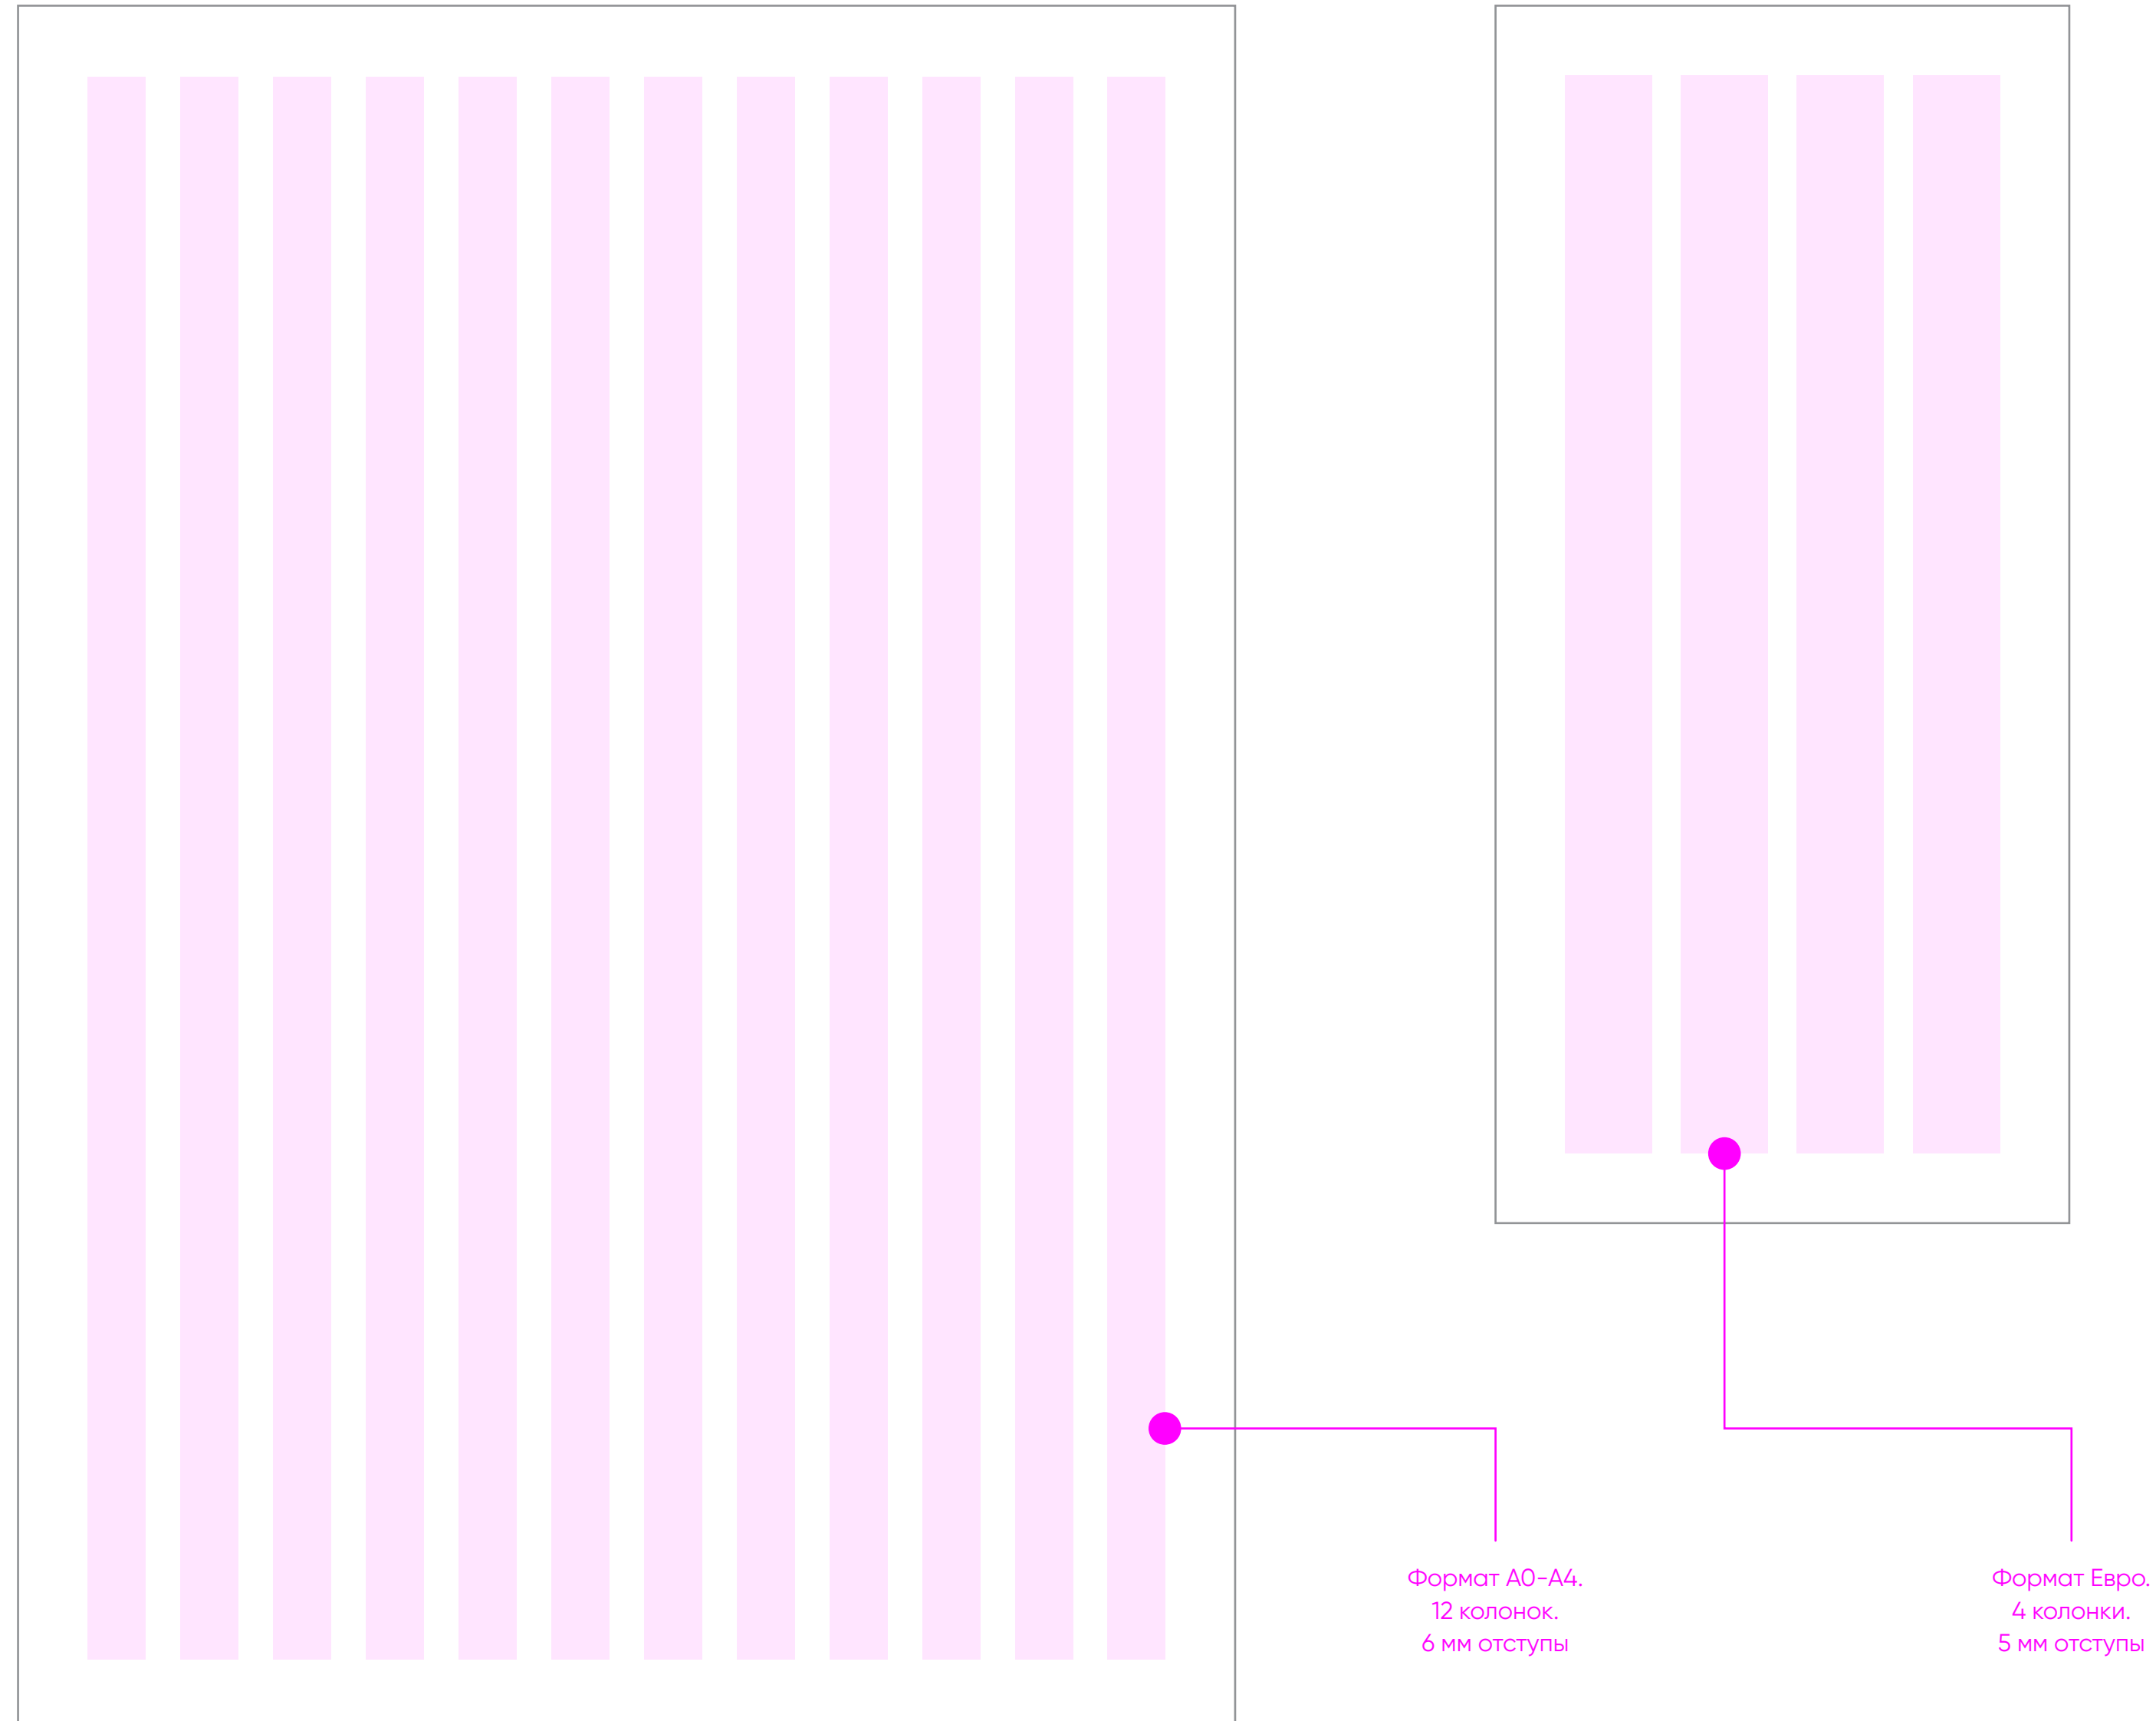 Формат А0–А4.
12 колонок.
6 мм отступы
Формат Евро.
4 колонки.
5 мм отступы